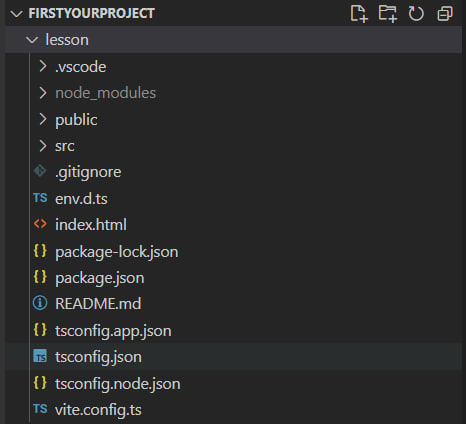 FIRSTYOURPROJECT
lesson
.vscode
node_modules
public
src
.gitignore
TS env.d.ts
index.html
{} package-lock.json
{} package.json
README.md
{} tsconfig.app.json
TS tsconfig.json
{} tsconfig.node.json
TS vite.config.ts